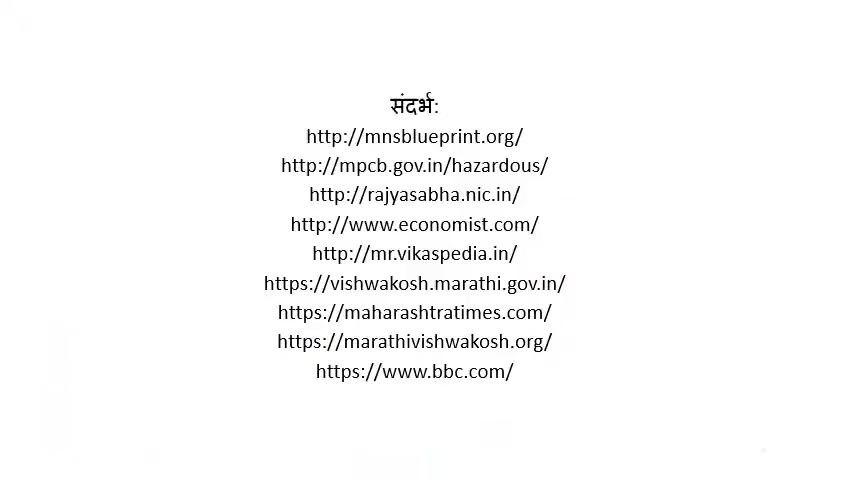 संदर्भ:
http://mnsblueprint.org/
http://mpcb.gov.in/hazardous/
http://rajyasabha.nic.in/
http://www.economist.com/
http://mr.vikaspedia.in/
https://vishwakosh.marathi.gov.in/
https://maharashtratimes.com/
https://marathivishwakosh.org/
https://www.bbc.com/